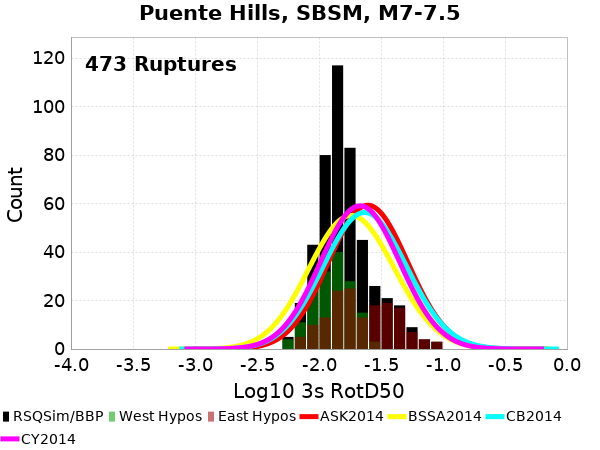 Puente Hills, SBSM, M7-7.5
473 Ruptures
Count
120
100
80
60
40
20
0
-4.0 -3.5 -3.0 -2.5 -2.0 -1.5 -1.0 -0.5 0.0
Log10 3s RotD50
RSQSim/BBP West Hypos East Hypos ASK2014 BSSA2014 CB2014
CY2014